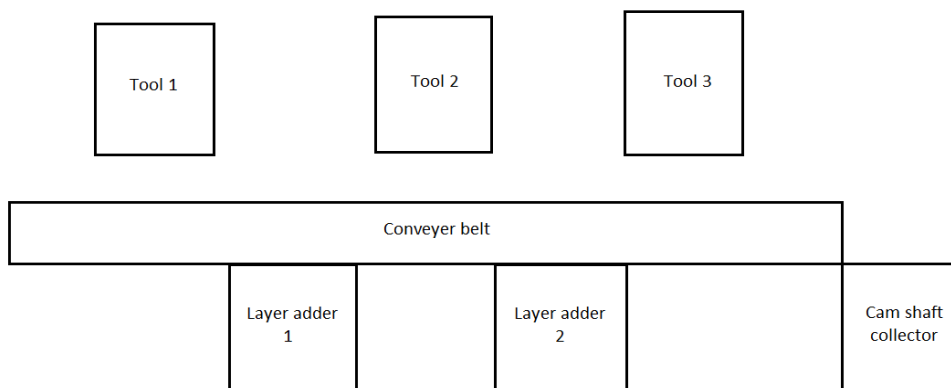 Tool 1
Tool 2
Tool 3
Conveyer belt
Layer adder
1
Layer adder
2
Cam shaft
collector